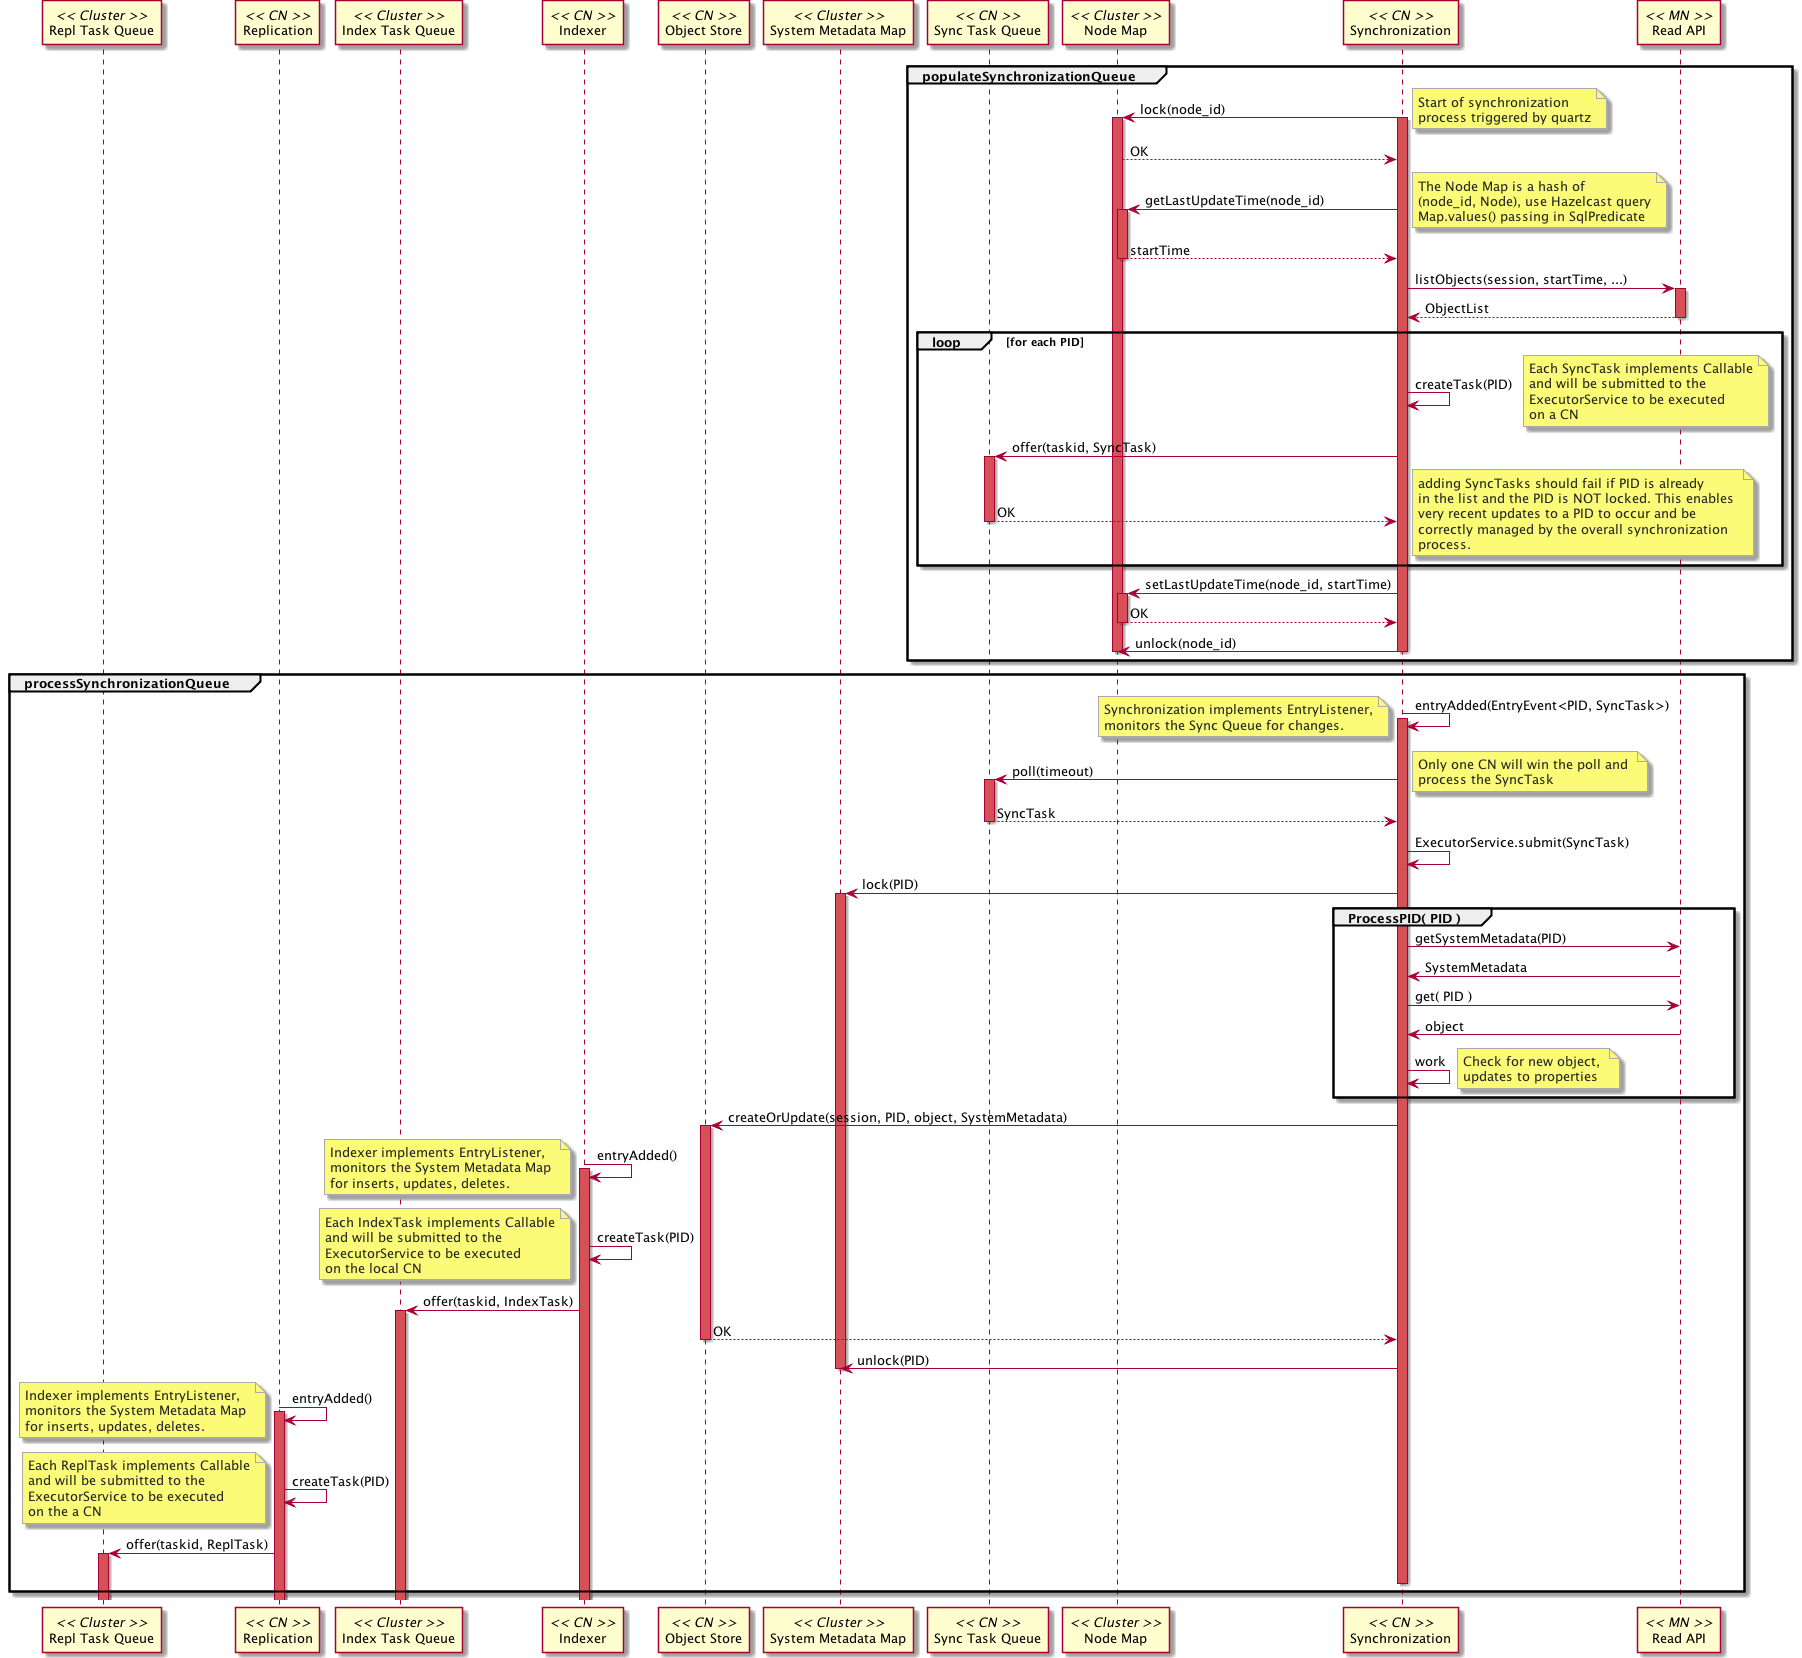 << Cluster >>
Repl Task Queue
<< CN >>
Replication
<< Cluster >>
Index Task Queue
<< CN >>
Indexer
<< CN >>
Object Store
<< Cluster >>
System Metadata Map
<< CN >>
Sync Task Queue
<< Cluster >>
Node Map
<< CN >>
Synchronization
<< MN >>
Read API
populateSynchronizationQueue
lock(node_id)
Start of synchronization
process triggered by quartz
OK
getLastUpdateTime(node_id)
The Node Map is a hash of
(node_id, Node), use Hazelcast query
Map.values() passing in SqlPredicate
startTime
listObjects(session, startTime, ...)
ObjectList
loop
[for each PID]
createTask(PID)
Each SyncTask implements Callable
and will be submitted to the
ExecutorService to be executed
on a CN
offer(taskid, SyncTask)
OK
adding SyncTasks should fail if PID is already
in the list and the PID is NOT locked. This enables
very recent updates to a PID to occur and be
correctly managed by the overall synchronization
process.
setLastUpdateTime(node_id, startTime)
OK
unlock(node_id)
processSynchronizationQueue
Synchronization implements EntryListener,
monitors the Sync Queue for changes.
entryAdded(EntryEvent<PID, SyncTask>)
poll(timeout)
Only one CN will win the poll and
process the SyncTask
SyncTask
ExecutorService.submit(SyncTask)
lock(PID)
ProcessPID( PID )
getSystemMetadata(PID)
SystemMetadata
get( PID )
object
work
Check for new object,
updates to properties
createOrUpdate(session, PID, object, SystemMetadata)
Indexer implements EntryListener,
monitors the System Metadata Map
for inserts, updates, deletes.
entryAdded()
Each IndexTask implements Callable
and will be submitted to the
ExecutorService to be executed
on the local CN
createTask(PID)
offer(taskid, IndexTask)
OK
unlock(PID)
Indexer implements EntryListener,
monitors the System Metadata Map
for inserts, updates, deletes.
entryAdded()
Each ReplTask implements Callable
and will be submitted to the
ExecutorService to be executed
on the a CN
createTask(PID)
offer(taskid, ReplTask)
<< Cluster >>
Repl Task Queue
<< CN >>
Replication
<< Cluster >>
Index Task Queue
<< CN >>
Indexer
<< CN >>
Object Store
<< Cluster >>
System Metadata Map
<< CN >>
Sync Task Queue
<< Cluster >>
Node Map
<< CN >>
Synchronization
<< MN >>
Read API